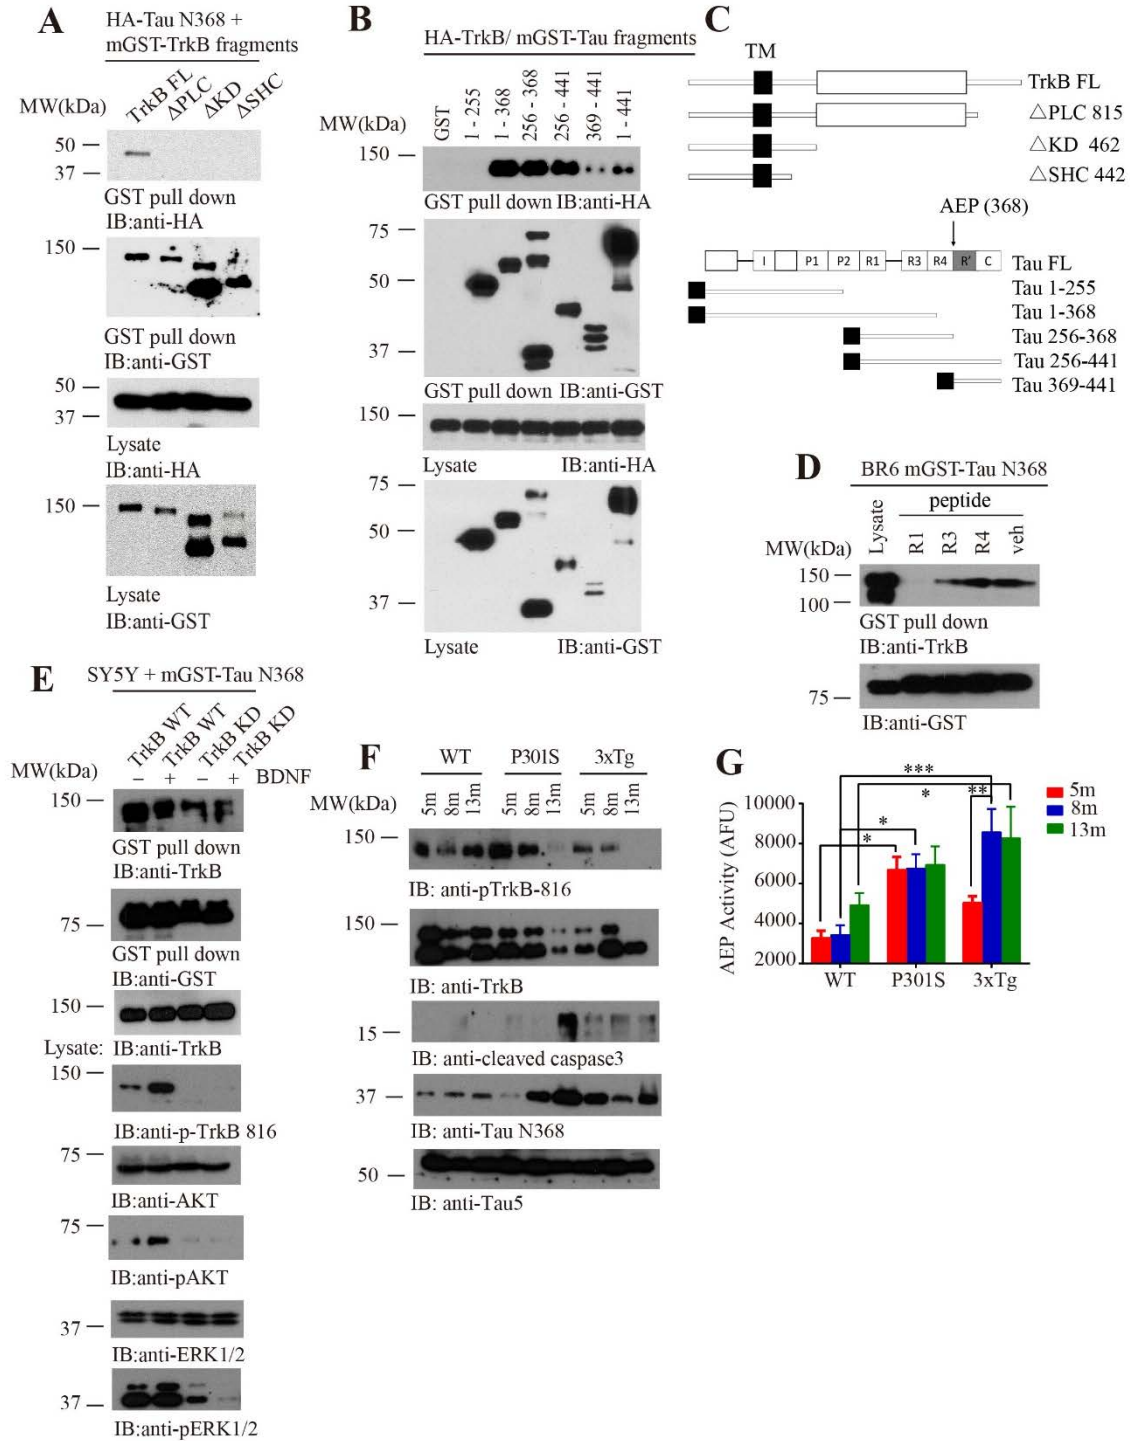 A
HA-Tau N368 +
mGST-TrkB fragments
MW(kDa)
TrkB FL
ΔPLC
ΔKD
ΔSHC
50
37
GST pull down
IB:anti-HA
150
GST pull down
IB:anti-GST
50
37
Lysate
IB:anti-HA
150
Lysate
IB:anti-GST
B
HA-TrkB/ mGST-Tau fragments
MW(kDa)
GST
1 - 255
1 - 368
256 - 368
256 - 441
369 - 441
1 - 441
150
GST pull down IB:anti-HA
75
50
37
GST pull down IB:anti-GST
150
Lysate IB:anti-HA
75
50
37
Lysate IB:anti-GST
C
TM
TrkB FL
△PLC 815
△KD 462
△SHC 442
AEP (368)
I P1 P2 R1 R3 R4 R' C
Tau FL
Tau 1-255
Tau 1-368
Tau 256-368
Tau 256-441
Tau 369-441
D
BR6 mGST-Tau N368
peptide
MW(kDa)
Lysate
R1
R3
R4
veh
150
100
GST pull down
IB:anti-TrkB
75
IB:anti-GST
E
SY5Y + mGST-Tau N368
TrkB WT
TrkB WT
TrkB KD
TrkB KD
MW(kDa)
− + − + BDNF
150
GST pull down
IB:anti-TrkB
75
GST pull down
IB:anti-GST
150
Lysate: IB:anti-TrkB
150
IB:anti-p-TrkB 816
75
IB:anti-AKT
75
IB:anti-pAKT
37
IB:anti-ERK1/2
37
IB:anti-pERK1/2
F
WT P301S 3xTg
MW(kDa)
5m 8m 13m 5m 8m 13m 5m 8m 13m
150
IB: anti-pTrkB-816
150
IB: anti-TrkB
15
IB: anti-cleaved caspase3
37
IB: anti-Tau N368
50
IB: anti-Tau5
G
AEP Activity (AFU)
10000
8000
6000
4000
2000
***
*
**
*
*
5m
8m
13m
WT P301S 3xTg